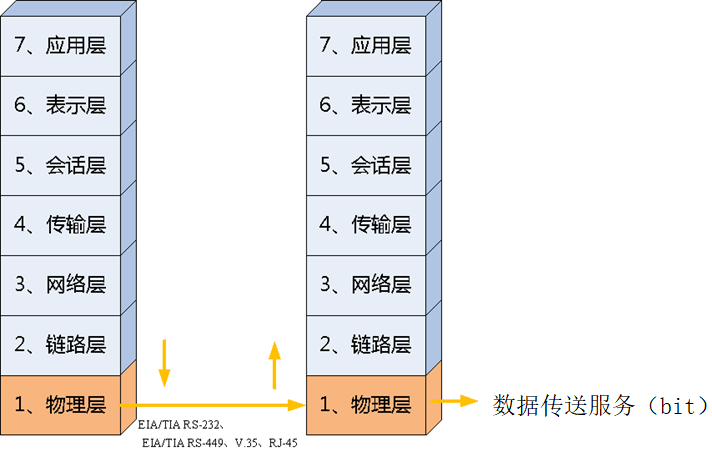 7、应用层
6、表示层
5、会话层
4、传输层
3、网络层
2、链路层
1、物理层
7、应用层
6、表示层
5、会话层
4、传输层
3、网络层
2、链路层
1、物理层
EIA/TIA RS-232、
EIA/TIA RS-449、V.35、RJ-45
数据传送服务（bit）